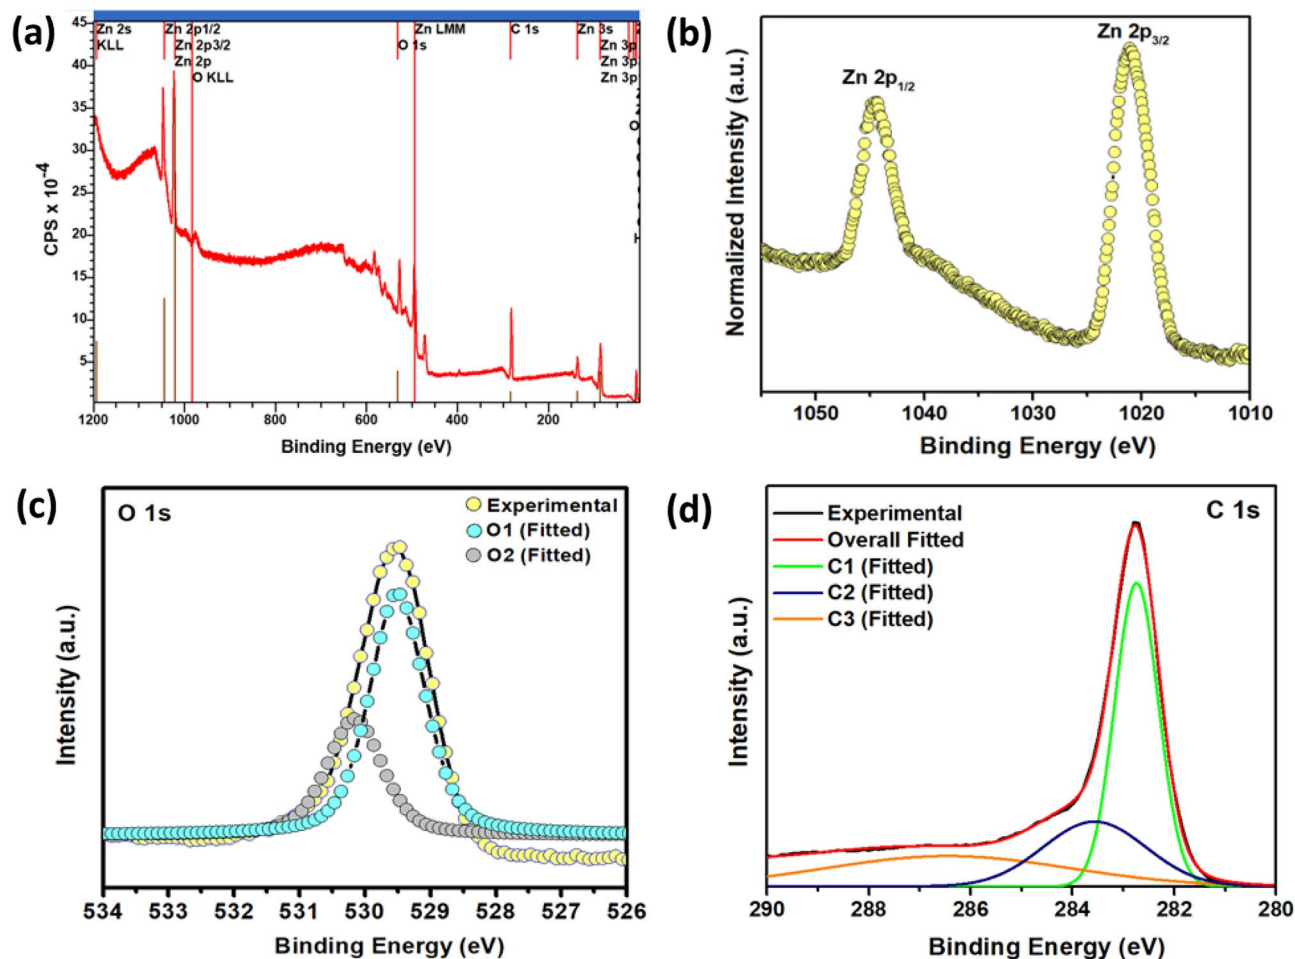 (a)
45
40
35
30
25
20
15
10
5
CPS x 10⁻⁴
Zn 2s
KLL
Zn 2p1/2
Zn 2p3/2
Zn 2p
O KLL
O 1s
Zn LMM
C 1s
Zn 3s
Zn 3p
Zn 3p
Zn 3p
1200 1000 800 600 400 200
Binding Energy (eV)
(b)
Normalized Intensity (a.u.)
Zn 2p1/2
Zn 2p3/2
1050 1040 1030 1020 1010
Binding Energy (eV)
(c)
O 1s
Experimental
O1 (Fitted)
O2 (Fitted)
Intensity (a.u.)
534 533 532 531 530 529 528 527 526
Binding Energy (eV)
(d)
C 1s
Experimental
Overall Fitted
C1 (Fitted)
C2 (Fitted)
C3 (Fitted)
Intensity (a.u.)
290 288 286 284 282 280
Binding Energy (eV)